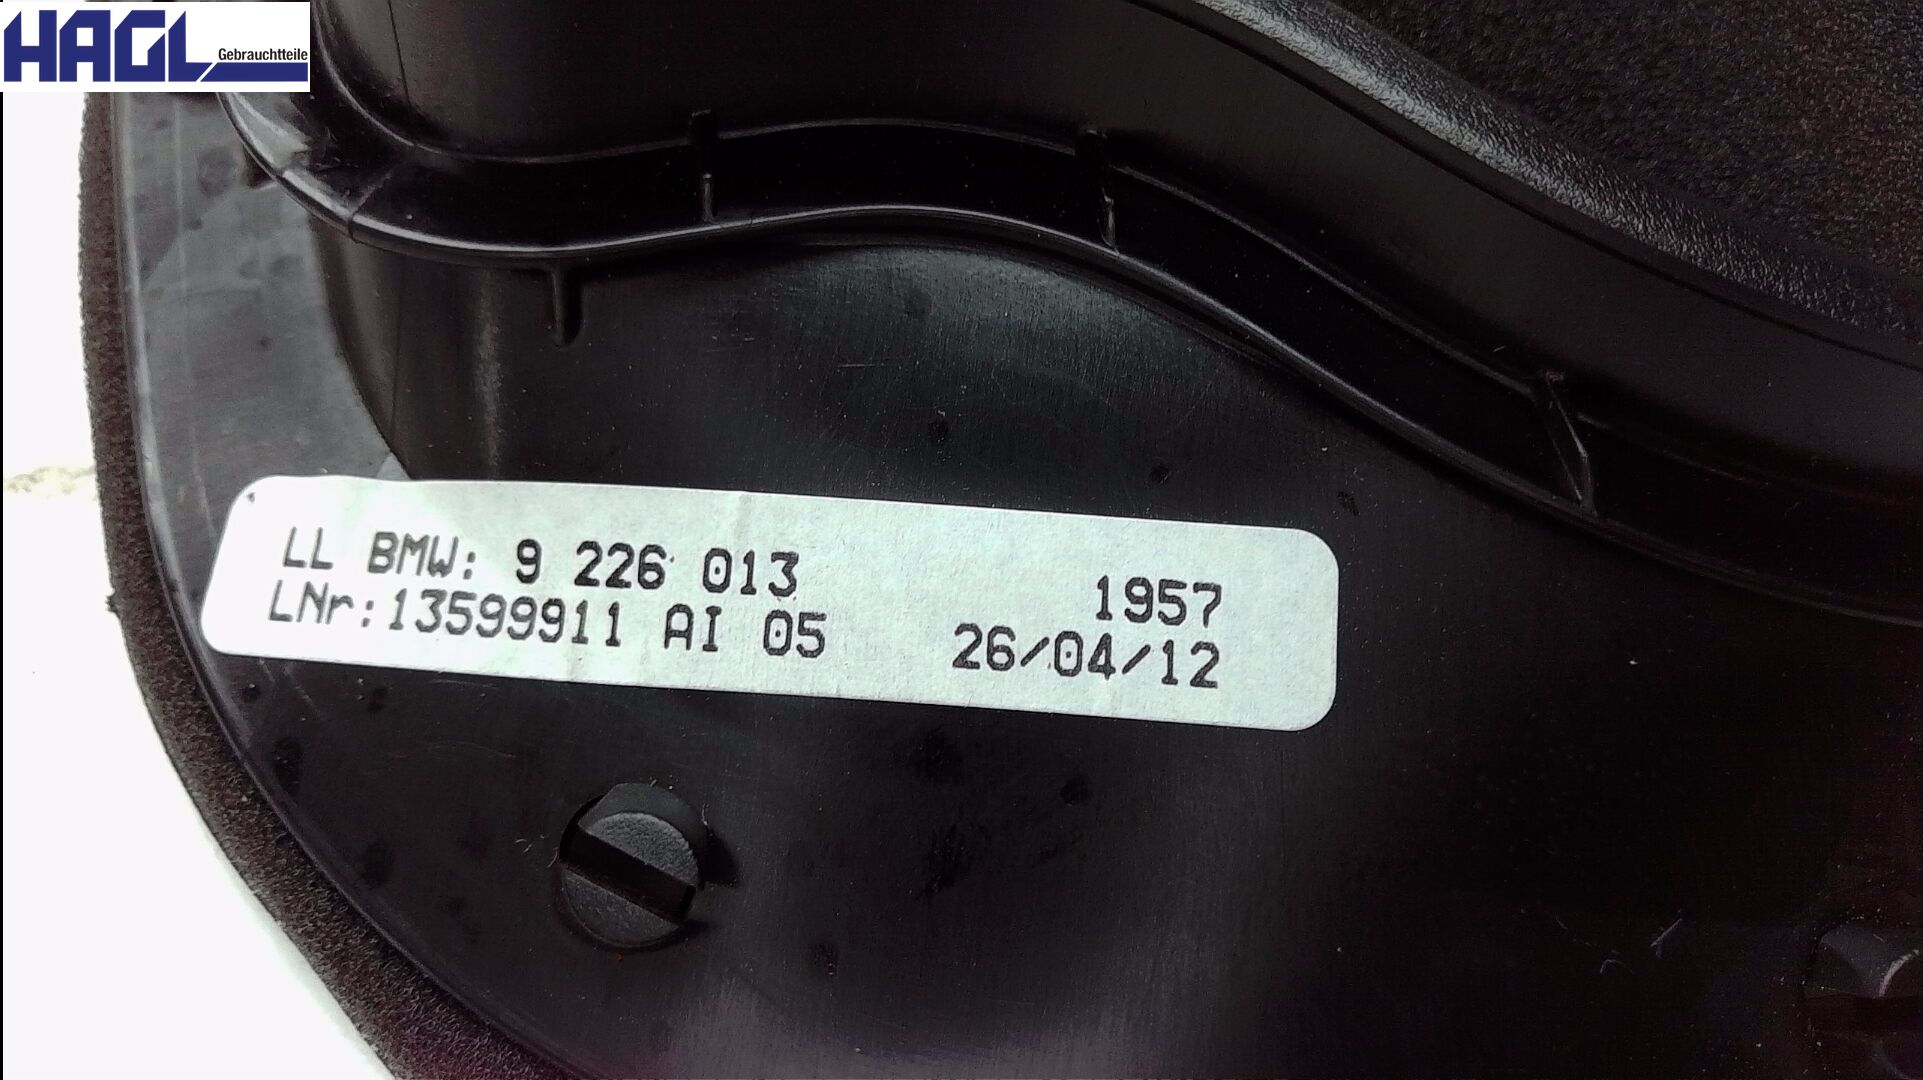 HAGL
Gebrauchtteile
LL BMW: 9 226 013 1957
LNr:13599911 AI 05 26/04/12